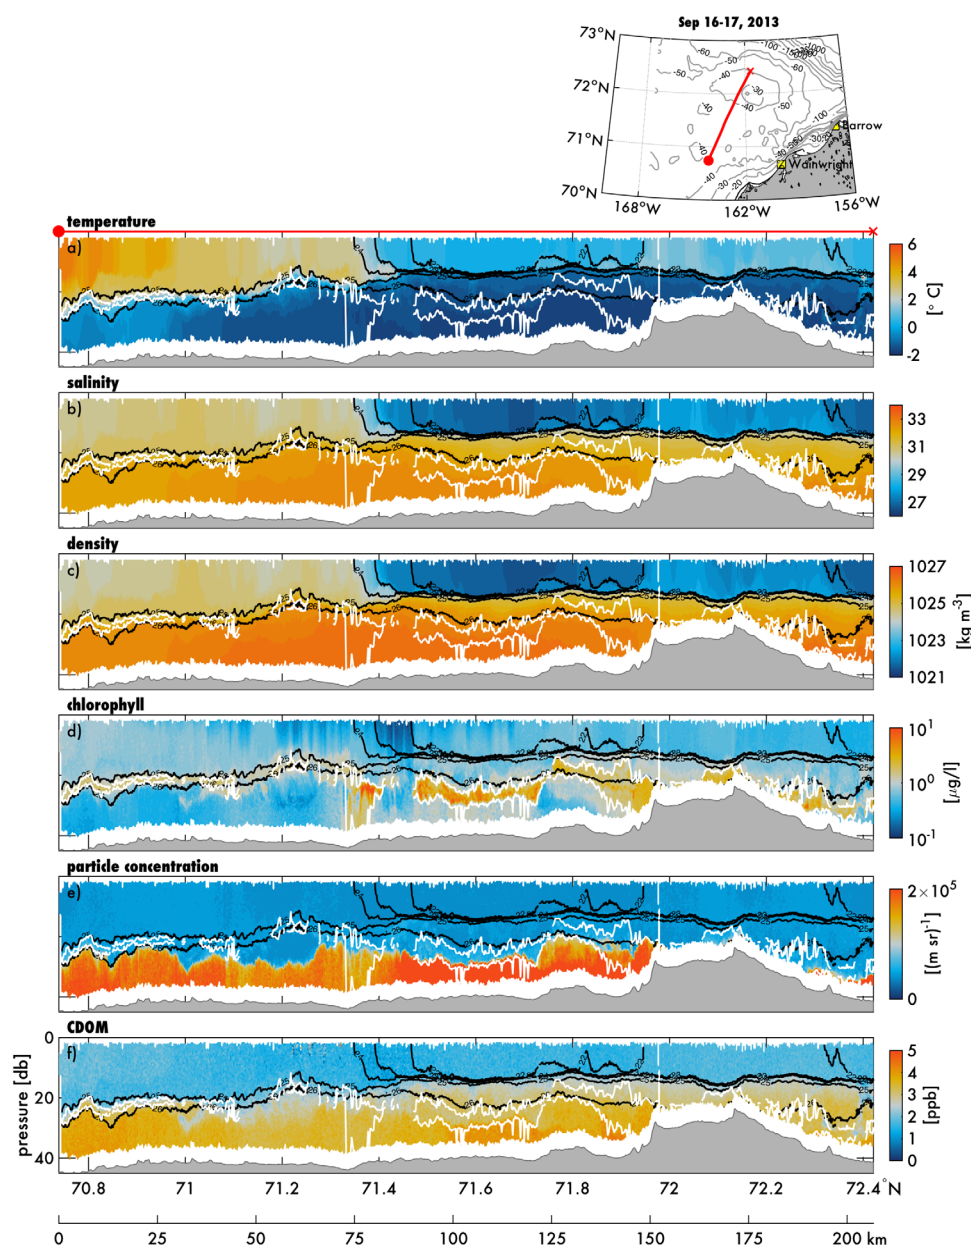 Sep 16-17, 2013
73°N
72°N
71°N
70°N
168°W
162°W
156°W
Barrow
Wainwright
temperature
a)
6
4
2
0
-2
[° C]
salinity
b)
33
31
29
27
density
c)
1027
1025
1023
1021
[kg m-3]
chlorophyll
d)
10¹
10⁰
10-1
[μg/l]
particle concentration
e)
2×10⁵
0
[(m sr)-1]
CDOM
f)
0
20
40
pressure [db]
5
4
3
2
1
0
[ppb]
70.8 71 71.2 71.4 71.6 71.8 72 72.2 72.4°N
0 25 50 75 100 125 150 175 200 km